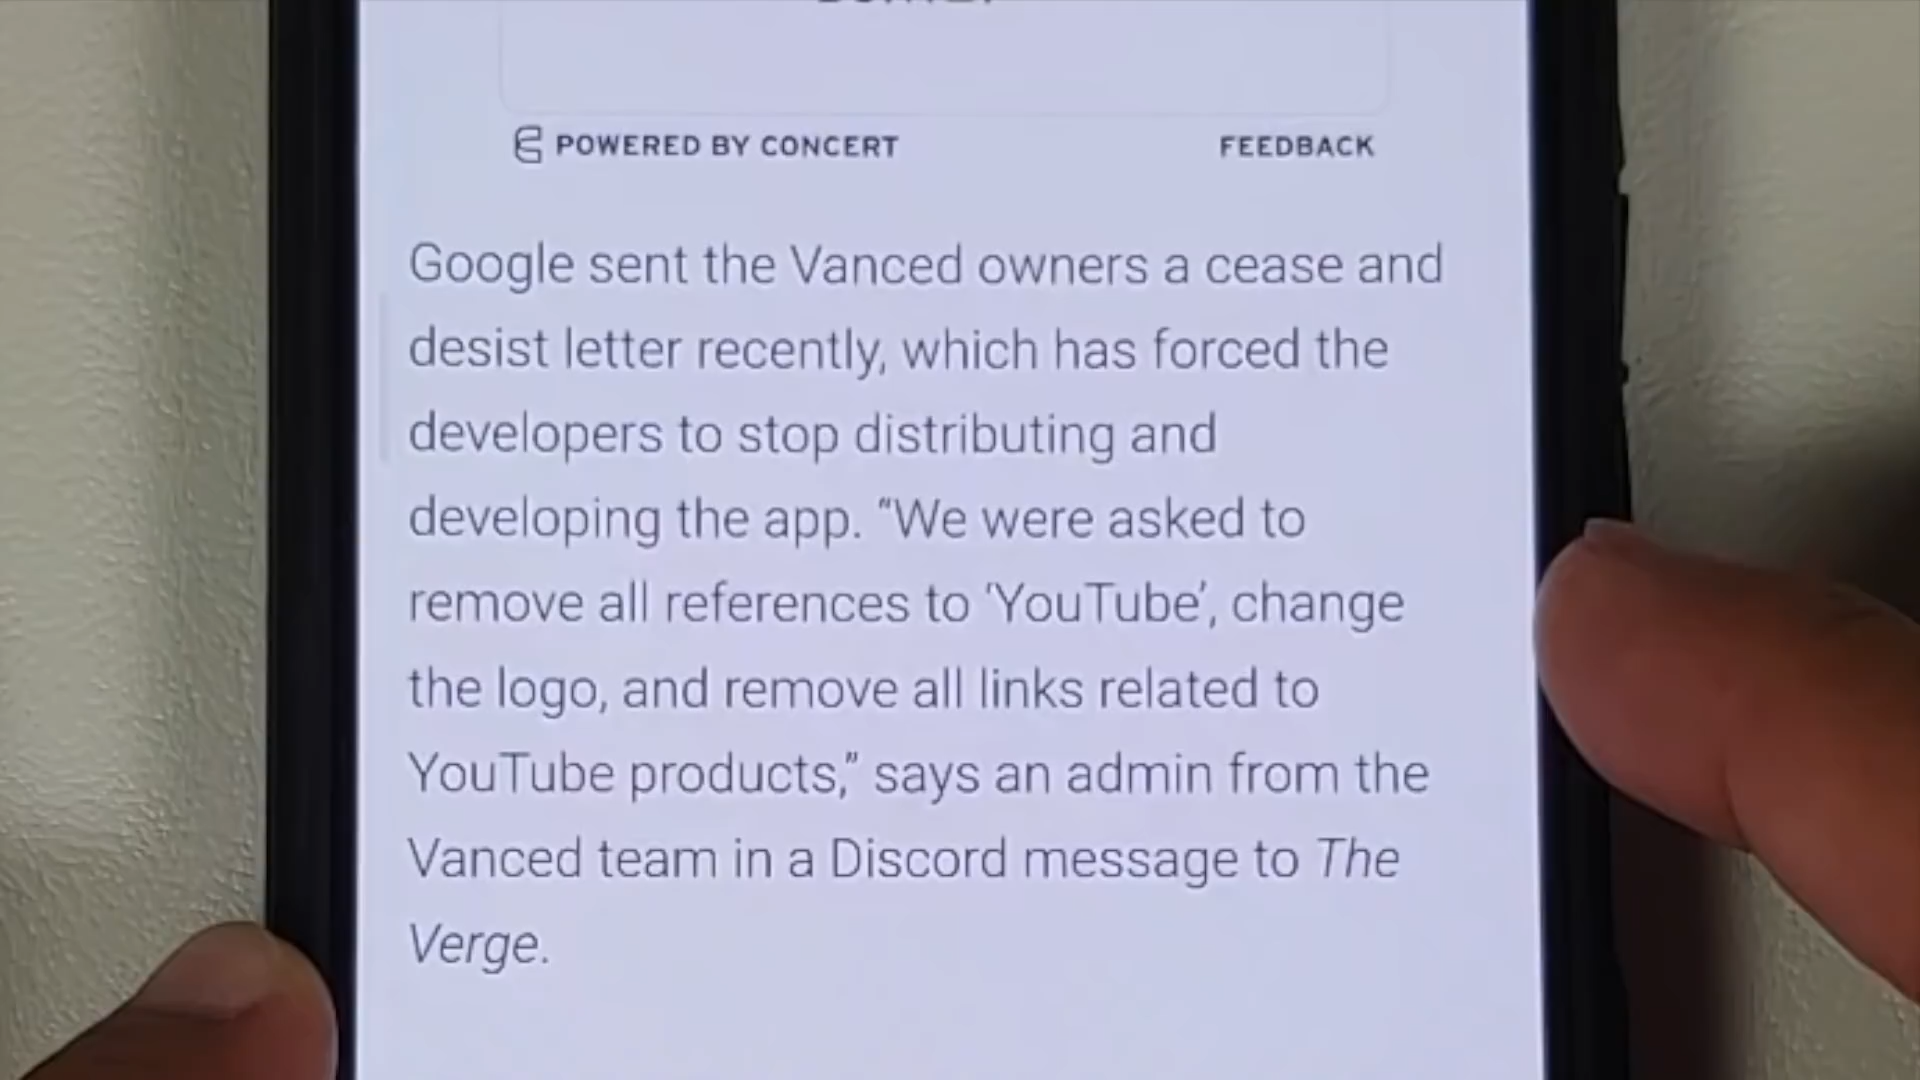 POWERED BY CONCERT
FEEDBACK
Google sent the Vanced owners a cease and
desist letter recently, which has forced the
developers to stop distributing and
developing the app. “We were asked to
remove all references to ‘YouTube’, change
the logo, and remove all links related to
YouTube products,” says an admin from the
Vanced team in a Discord message to The
Verge.